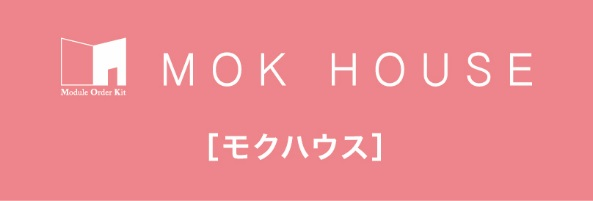 MOK HOUSE
Module Order Kit
[モクハウス]